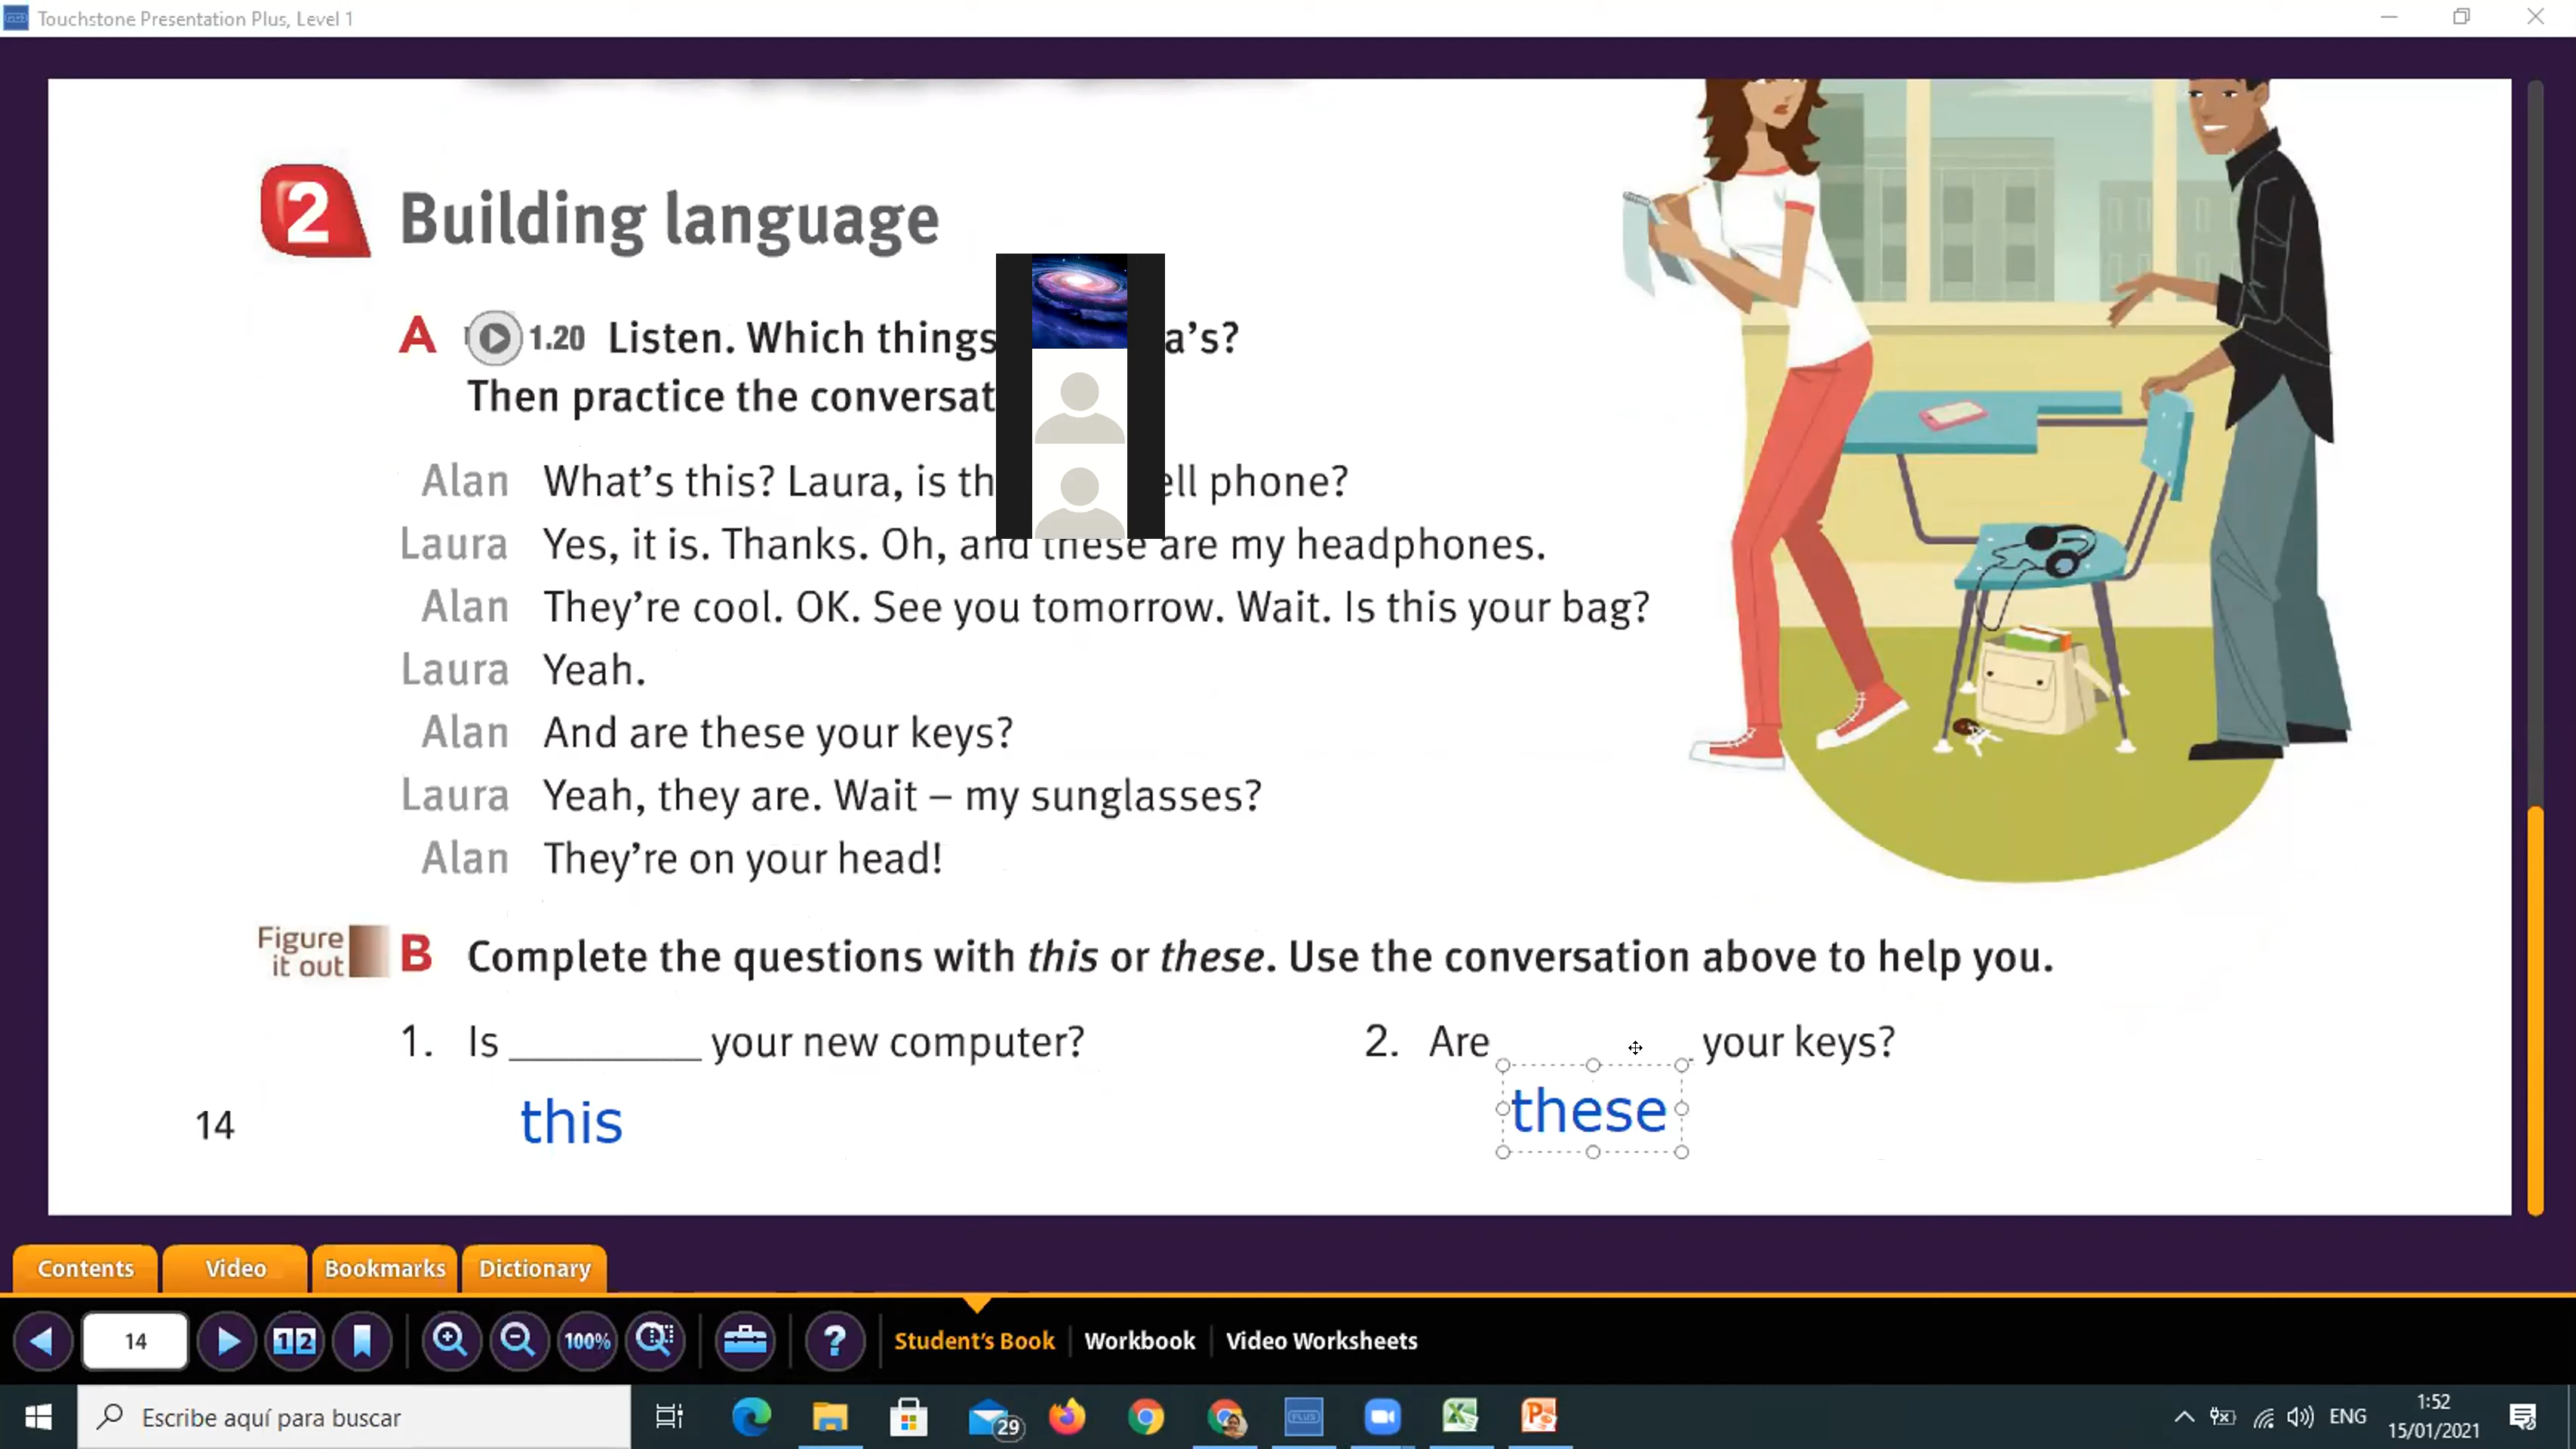 Touchstone Presentation Plus, Level 1
2 Building language
A 1.20 Listen. Which things a's?
Then practice the conversat
Alan What's this? Laura, is th ell phone?
Laura Yes, it is. Thanks. Oh, and these are my headphones.
Alan They're cool. OK. See you tomorrow. Wait. Is this your bag?
Laura Yeah.
Alan And are these your keys?
Laura Yeah, they are. Wait – my sunglasses?
Alan They're on your head!
Figure it out
B Complete the questions with this or these. Use the conversation above to help you.
1. Is ________ your new computer?
this
2. Are your keys?
these
14
Contents Video Bookmarks Dictionary
14 12 100% ? Student's Book Workbook Video Worksheets
Escribe aquí para buscar 29 PLUS ENG 1:52
15/01/2021